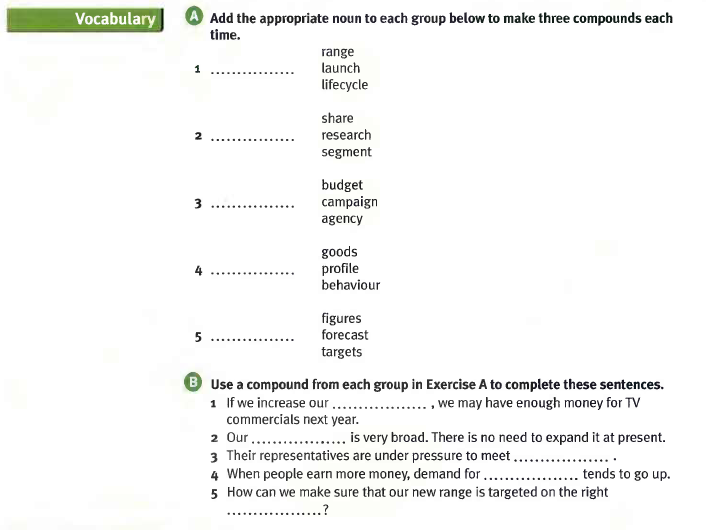 Vocabulary
A Add the appropriate noun to each group below to make three compounds each
time.
range
1 ................ launch
lifecycle
share
2 ................ research
segment
budget
3 ................ campaign
agency
goods
4 ................ profile
behaviour
figures
5 ................ forecast
targets
B Use a compound from each group in Exercise A to complete these sentences.
1 If we increase our .................. , we may have enough money for TV
commercials next year.
2 Our .................. is very broad. There is no need to expand it at present.
3 Their representatives are under pressure to meet .................. .
4 When people earn more money, demand for .................. tends to go up.
5 How can we make sure that our new range is targeted on the right
..................?